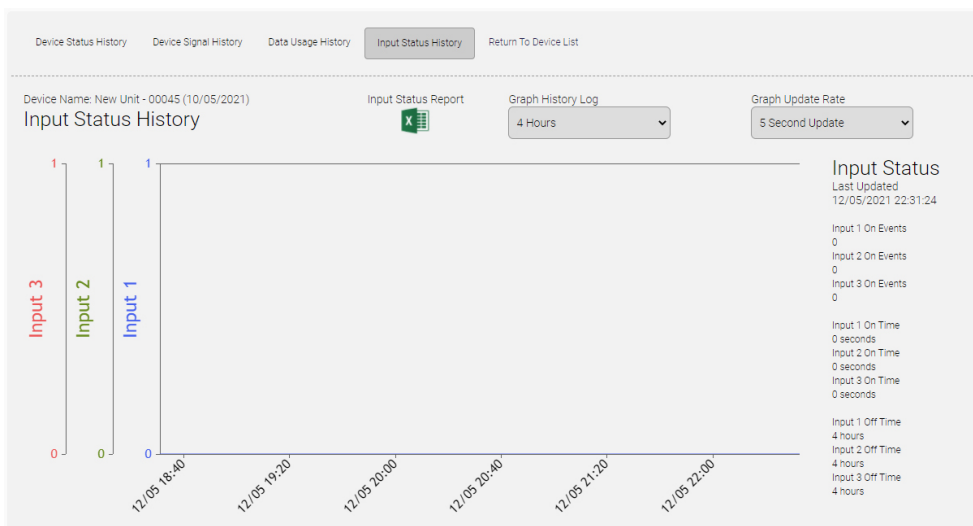 Device Status History
Device Signal History
Data Usage History
Input Status History
Return To Device List
Device Name: New Unit - 00045 (10/05/2021)
Input Status History
Input Status Report
Graph History Log
4 Hours
Graph Update Rate
5 Second Update
1
1
1
Input 3
Input 2
Input 1
0
0
0
12/05 18:40
12/05 19:20
12/05 20:00
12/05 20:40
12/05 21:20
12/05 22:00
Input Status
Last Updated
12/05/2021 22:31:24
Input 1 On Events
0
Input 2 On Events
0
Input 3 On Events
0
Input 1 On Time
0 seconds
Input 2 On Time
0 seconds
Input 3 On Time
0 seconds
Input 1 Off Time
4 hours
Input 2 Off Time
4 hours
Input 3 Off Time
4 hours